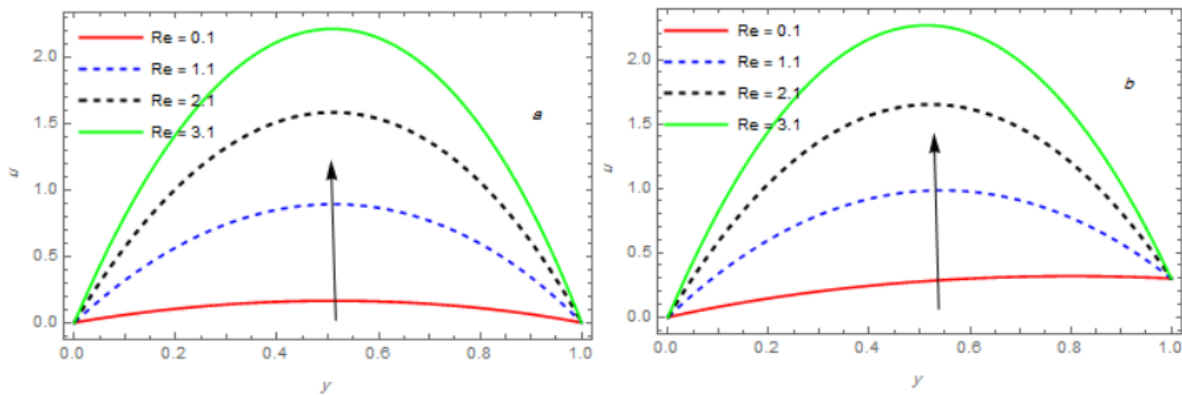 Re = 0.1
Re = 1.1
Re = 2.1
Re = 3.1
a
2.0
1.5
1.0
0.5
0.0
u
0.0 0.2 0.4 0.6 0.8 1.0
y
Re = 0.1
Re = 1.1
Re = 2.1
Re = 3.1
b
2.0
1.5
1.0
0.5
0.0
u
0.0 0.2 0.4 0.6 0.8 1.0
y